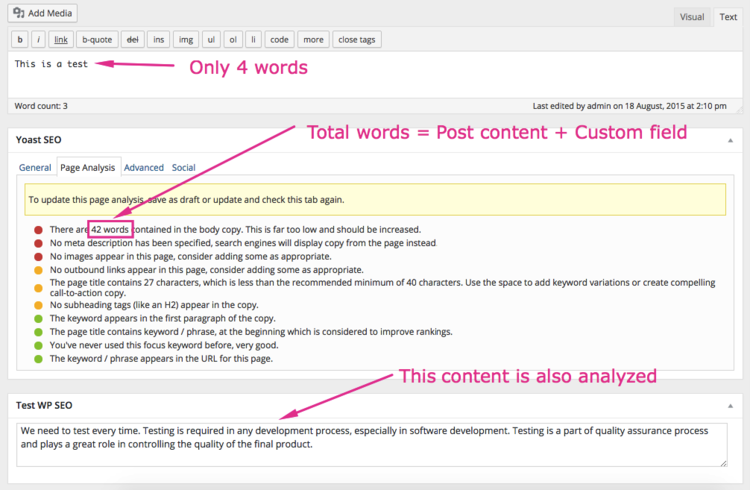 Add Media
Visual Text
b i link b-quote del ins img ul ol li code more close tags
This is a test
Only 4 words
Word count: 3 Last edited by admin on 18 August, 2015 at 2:10 pm
Total words = Post content + Custom field
Yoast SEO
General Page Analysis Advanced Social
To update this page analysis, save as draft or update and check this tab again.
There are 42 words contained in the body copy. This is far too low and should be increased.
No meta description has been specified, search engines will display copy from the page instead
No images appear in this page, consider adding some as appropriate.
No outbound links appear in this page, consider adding some as appropriate.
The page title contains 27 characters, which is less than the recommended minimum of 40 characters. Use the space to add keyword variations or create compelling
call-to-action copy.
No subheading tags (like an H2) appear in the copy.
The keyword appears in the first paragraph of the copy.
The page title contains keyword / phrase, at the beginning which is considered to improve rankings.
You've never used this focus keyword before, very good.
The keyword / phrase appears in the URL for this page.
This content is also analyzed
Test WP SEO
We need to test every time. Testing is required in any development process, especially in software development. Testing is a part of quality assurance process
and plays a great role in controlling the quality of the final product.